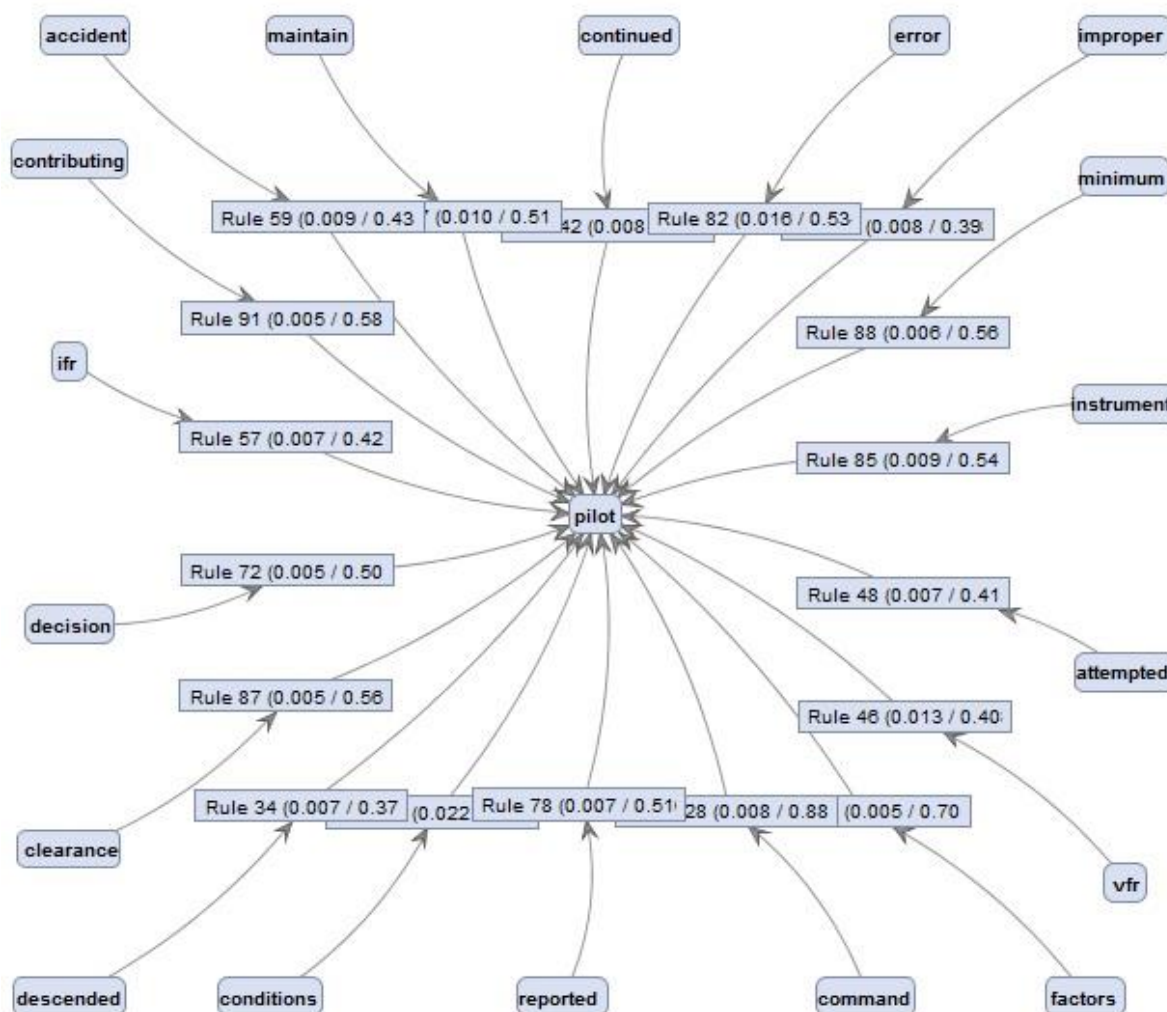 accident
maintain
continued
error
improper
contributing
minimum
Rule 59 (0.009 / 0.43
(0.010 / 0.51
42 (0.008
Rule 82 (0.016 / 0.53
(0.008 / 0.39
Rule 91 (0.005 / 0.58
Rule 88 (0.006 / 0.56
ifr
instrument
Rule 57 (0.007 / 0.42
Rule 85 (0.009 / 0.54
pilot
Rule 72 (0.005 / 0.50
Rule 48 (0.007 / 0.41
decision
attempted
Rule 87 (0.005 / 0.56
Rule 46 (0.013 / 0.40
Rule 34 (0.007 / 0.37
(0.022
Rule 78 (0.007 / 0.51
28 (0.008 / 0.88
(0.005 / 0.70
clearance
vfr
descended
conditions
reported
command
factors